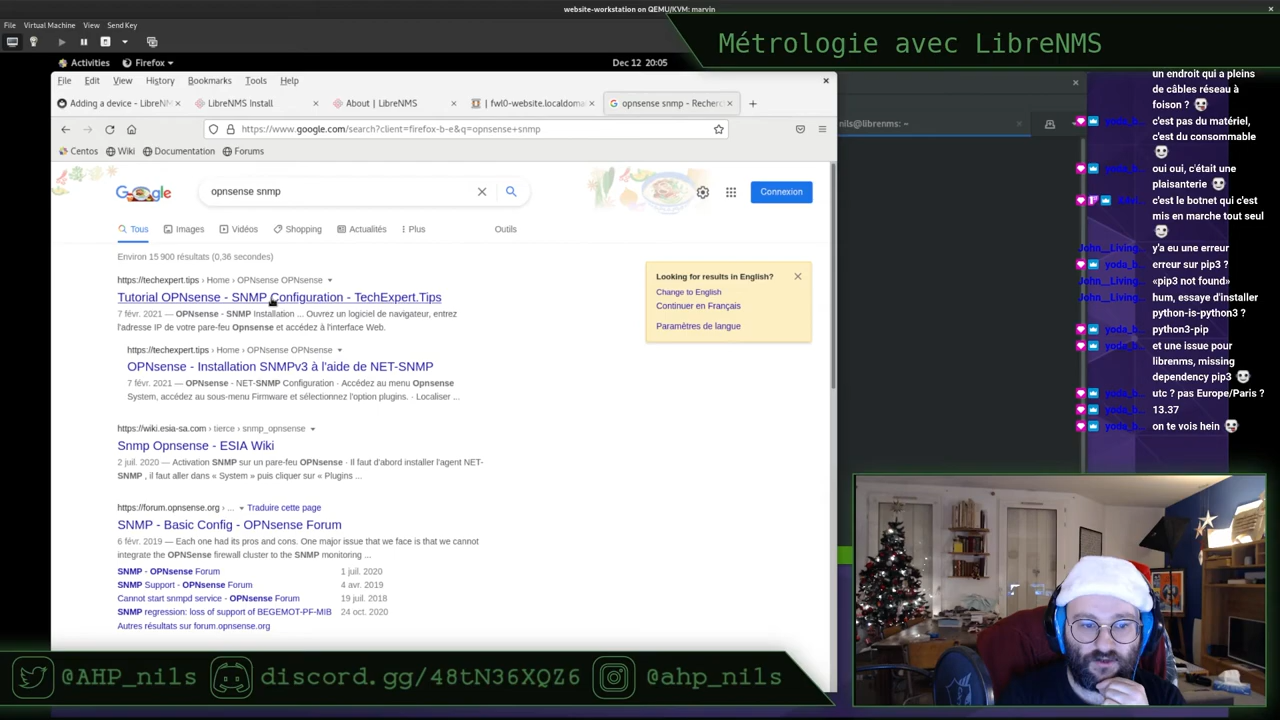 website-workstation on QEMU/KVM: marvin
File Virtual Machine View Send Key
Métrologie avec LibreNMS
Activities Firefox Dec 12 20:05
File Edit View History Bookmarks Tools Help
Adding a device - LibreNM LibreNMS Install About | LibreNMS | fwl0-website.localdoma opnsense snmp - Recherc
nils@librenms: ~
https://www.google.com/search?client=firefox-b-e&q=opnsense+snmp
Centos Wiki Documentation Forums
opnsense snmp
Connexion
Tous Images Vidéos Shopping Actualités Plus Outils
Environ 15 900 résultats (0,36 secondes)
https://techexpert.tips › Home › OPNsense OPNsense
Tutorial OPNsense - SNMP Configuration - TechExpert.Tips
7 févr. 2021 — OPNsense - SNMP Installation ... Ouvrez un logiciel de navigateur, entrez
l'adresse IP de votre pare-feu Opnsense et accédez à l'interface Web.
https://techexpert.tips › Home › OPNsense OPNsense
OPNsense - Installation SNMPv3 à l'aide de NET-SNMP
7 févr. 2021 — OPNsense - NET-SNMP Configuration · Accédez au menu Opnsense
System, accédez au sous-menu Firmware et sélectionnez l'option plugins. · Localiser ...
https://wiki.esia-sa.com › tierce › snmp_opnsense
Snmp Opnsense - ESIA Wiki
2 juil. 2020 — Activation SNMP sur un pare-feu OPNsense · Il faut d'abord installer l'agent NET-
SNMP , il faut aller dans « System » puis cliquer sur « Plugins ...
https://forum.opnsense.org › ... Traduire cette page
SNMP - Basic Config - OPNsense Forum
6 févr. 2019 — Each one had its pros and cons. One major issue that we face is that we cannot
integrate the OPNSense firewall cluster to the SNMP monitoring ...
SNMP - OPNsense Forum 1 juil. 2020
SNMP Support - OPNsense Forum 4 avr. 2019
Cannot start snmpd service - OPNsense Forum 19 juil. 2018
SNMP regression: loss of support of BEGEMOT-PF-MIB 24 oct. 2020
Autres résultats sur forum.opnsense.org
Looking for results in English?
Change to English
Continuer en Français
Paramètres de langue
un endroit qui a pleins
de câbles réseau à
foison ?
yoda_b... c'est pas du matériel,
c'est du consommable
yoda_b... oui oui, c'était une
plaisanterie
c'est le botnet qui c'est
mis en marche tout seul
John__Living... y'a eu une erreur
yoda_b... erreur sur pip3 ?
John__Living... «pip3 not found»
John__Living... hum, essaye d'installer
python-is-python3 ?
yoda_b... python3-pip
yoda_b... et une issue pour
librenms, missing
dependency pip3
yoda_b... utc ? pas Europe/Paris ?
yoda_b... 13.37
yoda_b... on te vois hein
@AHP_nils discord.gg/48tN36XQZ6 @ahp_nils